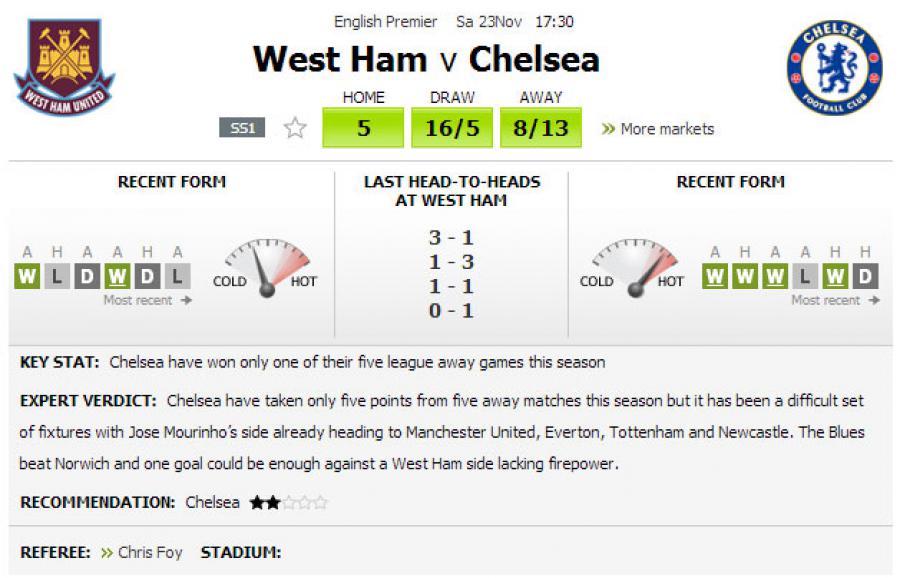 English Premier Sa 23Nov 17:30
West Ham v Chelsea
WEST HAM UNITED
CHELSEA
FOOTBALL CLUB
HOME DRAW AWAY
SS1 5 16/5 8/13 » More markets
RECENT FORM
A H A A H A
W L D W D L
COLD HOT
Most recent →
LAST HEAD-TO-HEADS
AT WEST HAM
3 - 1
1 - 3
1 - 1
0 - 1
RECENT FORM
COLD HOT
A H A A H H
W W W L W D
Most recent →
KEY STAT: Chelsea have won only one of their five league away games this season
EXPERT VERDICT: Chelsea have taken only five points from five away matches this season but it has been a difficult set
of fixtures with Jose Mourinho's side already heading to Manchester United, Everton, Tottenham and Newcastle. The Blues
beat Norwich and one goal could be enough against a West Ham side lacking firepower.
RECOMMENDATION: Chelsea ★★☆☆☆
REFEREE: » Chris Foy STADIUM: